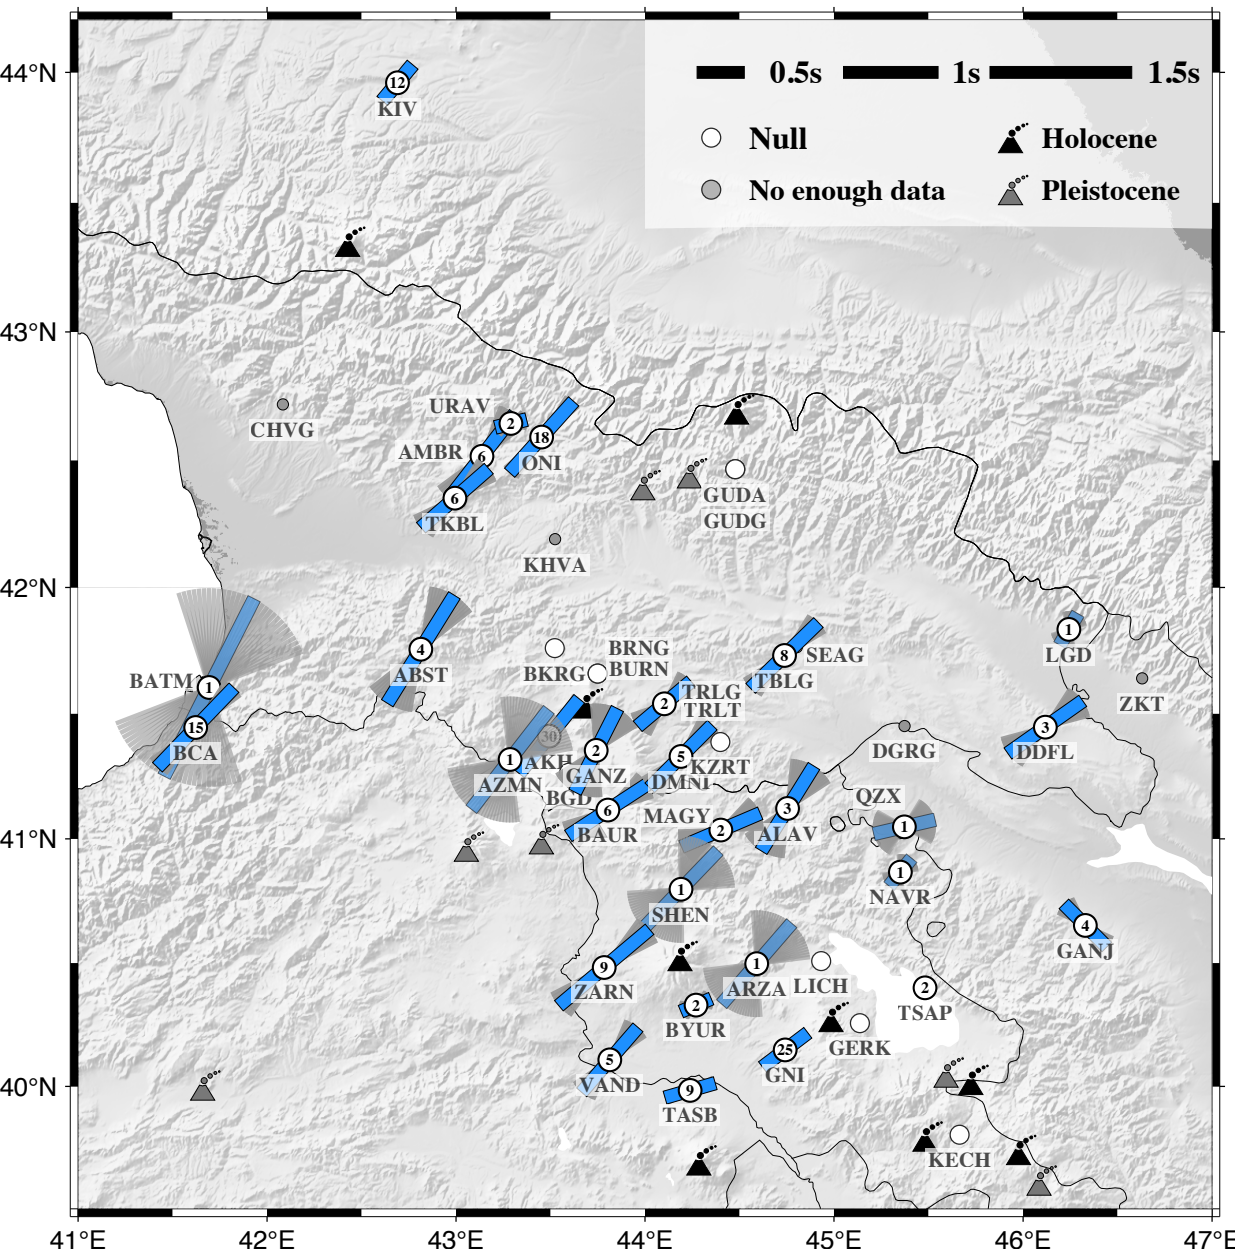 44°N
0.5s 1s 1.5s
12
KIV
Null
Holocene
No enough data
Pleistocene
43°N
URAV
2
CHVG
18
AMBR
6
ONI
GUDA
GUDG
6
TKBL
KHVA
42°N
1
LGD
BRNG
BURN
BKRG
4
ABST
8
SEAG
TBLG
BATM
1
ZKT
TRLG
TRLT
2
15
BCA
30
AKH
3
DDFL
DGRG
2
GANZ
5
KZRT
DMNI
1
AZMN
BGD
QZX
6
BAUR
MAGY
2
3
ALAV
1
41°N
1
NAVR
1
SHEN
4
GANJ
9
ZARN
1
ARZA
LICH
2
TSAP
2
BYUR
GERK
25
GNI
5
VAND
40°N
9
TASB
KECH
41°E 42°E 43°E 44°E 45°E 46°E 47°E